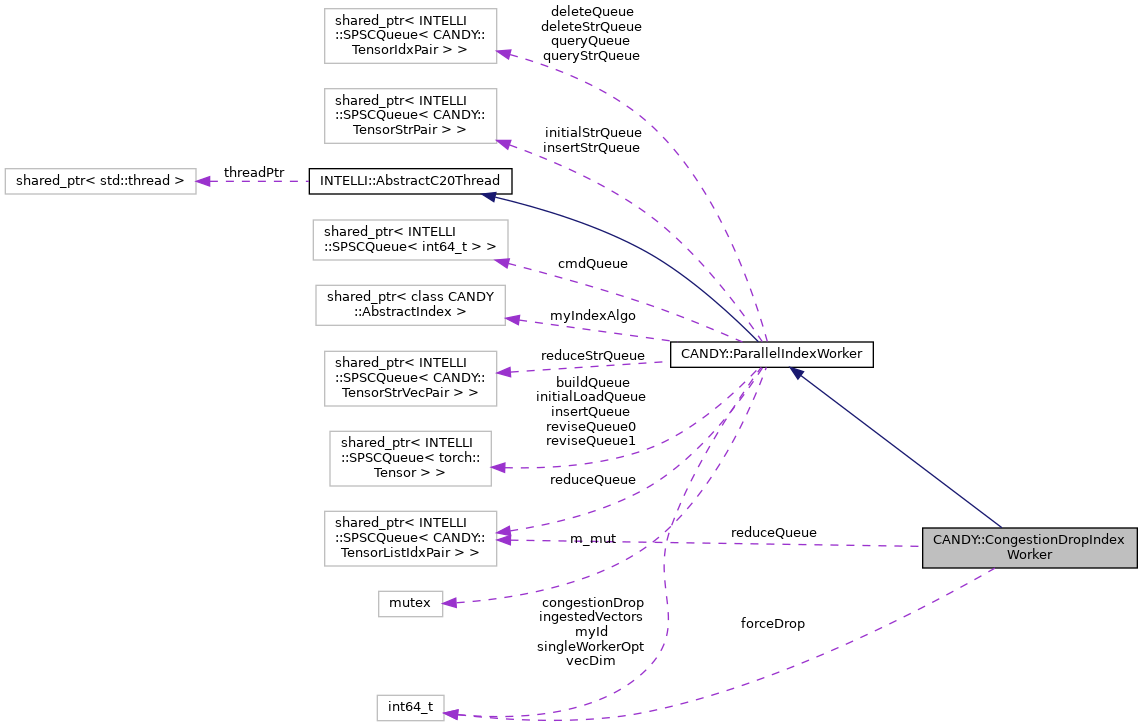 deleteQueue
deleteStrQueue
queryQueue
queryStrQueue
shared_ptr< INTELLI
::SPSCQueue< CANDY::
TensorIdxPair > >
shared_ptr< INTELLI
::SPSCQueue< CANDY::
TensorStrPair > >
initialStrQueue
insertStrQueue
shared_ptr< std::thread >
threadPtr
INTELLI::AbstractC20Thread
shared_ptr< INTELLI
::SPSCQueue< int64_t > >
cmdQueue
shared_ptr< class CANDY
::AbstractIndex >
myIndexAlgo
CANDY::ParallelIndexWorker
shared_ptr< INTELLI
::SPSCQueue< CANDY::
TensorStrVecPair > >
reduceStrQueue
buildQueue
initialLoadQueue
insertQueue
reviseQueue0
reviseQueue1
shared_ptr< INTELLI
::SPSCQueue< torch::
Tensor > >
reduceQueue
shared_ptr< INTELLI
::SPSCQueue< CANDY::
TensorListIdxPair > >
m_mut
reduceQueue
CANDY::CongestionDropIndex
Worker
mutex
congestionDrop
ingestedVectors
myId
singleWorkerOpt
vecDim
forceDrop
int64_t